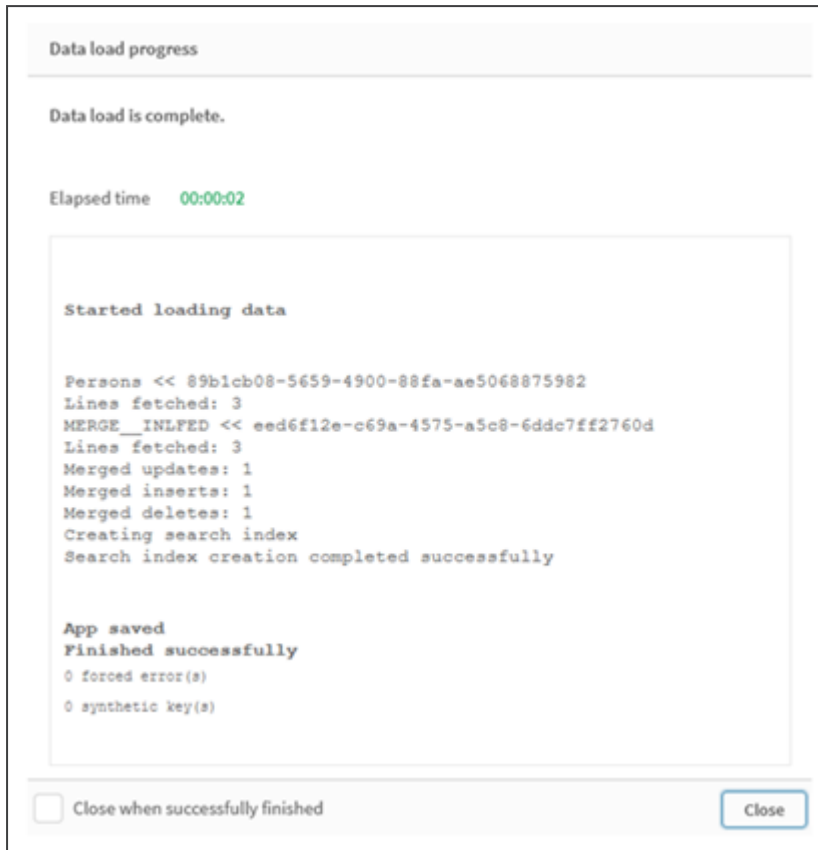 Data load progress
Data load is complete.
Elapsed time 00:00:02
Started loading data
Persons << 89b1cb08-5659-4900-88fa-ae5068875982
Lines fetched: 3
MERGE__INLFED << eed6f12e-c69a-4575-a5c8-6ddc7ff2760d
Lines fetched: 3
Merged updates: 1
Merged inserts: 1
Merged deletes: 1
Creating search index
Search index creation completed successfully
App saved
Finished successfully
0 forced error(s)
0 synthetic key(s)
Close when successfully finished
Close